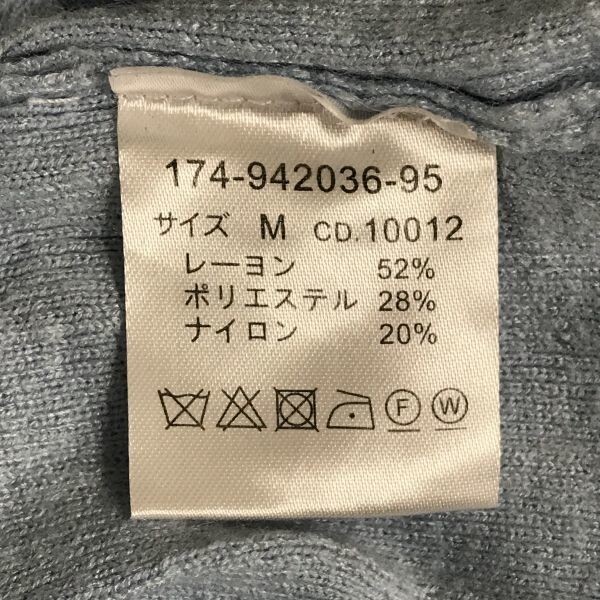 174-942036-95
サイズ M CD.10012
レーヨン 52%
ポリエステル 28%
ナイロン 20%
F W